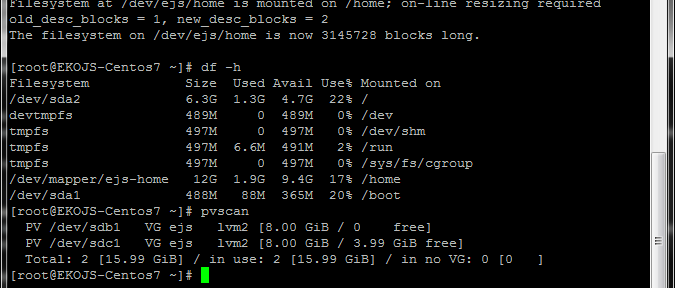 Filesystem at /dev/ejs/home is mounted on /home; on-line resizing required
old_desc_blocks = 1, new_desc_blocks = 2
The filesystem on /dev/ejs/home is now 3145728 blocks long.
[root@EKOJS-Centos7 ~]# df -h
Filesystem            Size  Used Avail Use% Mounted on
/dev/sda2             6.3G  1.3G  4.7G  22% /
devtmpfs              489M     0  489M   0% /dev
tmpfs                 497M     0  497M   0% /dev/shm
tmpfs                 497M  6.6M  491M   2% /run
tmpfs                 497M     0  497M   0% /sys/fs/cgroup
/dev/mapper/ejs-home   12G  1.9G  9.4G  17% /home
/dev/sda1             488M   88M  365M  20% /boot
[root@EKOJS-Centos7 ~]# pvscan
  PV /dev/sdb1   VG ejs   lvm2 [8.00 GiB / 0    free]
  PV /dev/sdc1   VG ejs   lvm2 [8.00 GiB / 3.99 GiB free]
  Total: 2 [15.99 GiB] / in use: 2 [15.99 GiB] / in no VG: 0 [0   ]
[root@EKOJS-Centos7 ~]#